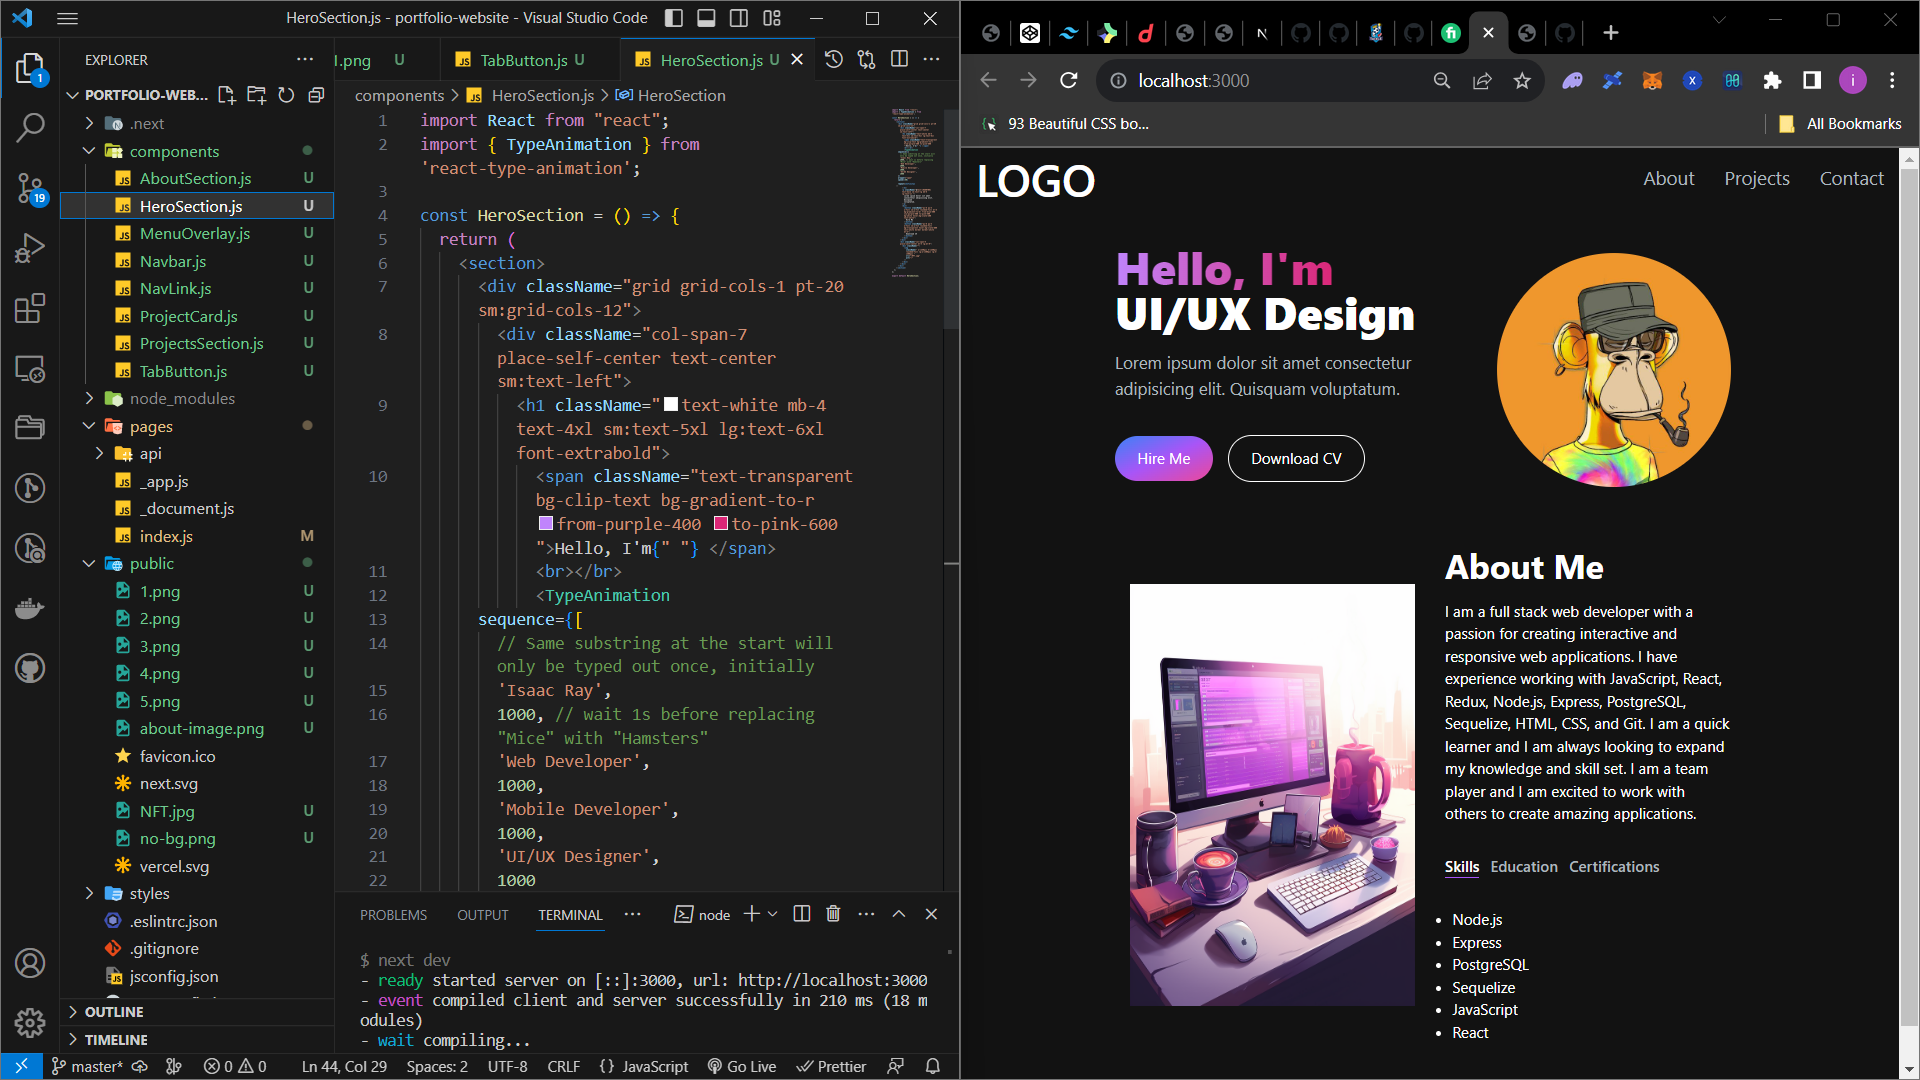 HeroSection.js - portfolio-website - Visual Studio Code
EXPLORER
PORTFOLIO-WEB...
.next
components
AboutSection.js U
HeroSection.js U
MenuOverlay.js U
Navbar.js U
NavLink.js U
ProjectCard.js U
ProjectsSection.js U
TabButton.js U
node_modules
pages
api
_app.js
_document.js
index.js M
public
1.png U
2.png U
3.png U
4.png U
5.png U
about-image.png U
favicon.ico
next.svg
NFT.jpg U
no-bg.png U
vercel.svg
styles
.eslintrc.json
.gitignore
jsconfig.json
OUTLINE
TIMELINE
1
19
l.png U TabButton.js U HeroSection.js U
components > HeroSection.js > HeroSection
1 import React from "react";
2 import { TypeAnimation } from
'react-type-animation';
3
4 const HeroSection = () => {
5 return (
6 <section>
7 <div className="grid grid-cols-1 pt-20
sm:grid-cols-12">
8 <div className="col-span-7
place-self-center text-center
sm:text-left">
9 <h1 className="text-white mb-4
text-4xl sm:text-5xl lg:text-6xl
font-extrabold">
10 <span className="text-transparent
bg-clip-text bg-gradient-to-r
from-purple-400 to-pink-600
">Hello, I'm{" "} </span>
11 <br></br>
12 <TypeAnimation
13 sequence={[
14 // Same substring at the start will
only be typed out once, initially
15 'Isaac Ray',
16 1000, // wait 1s before replacing
"Mice" with "Hamsters"
17 'Web Developer',
18 1000,
19 'Mobile Developer',
20 1000,
21 'UI/UX Designer',
22 1000
PROBLEMS OUTPUT TERMINAL node
$ next dev
- ready started server on [::]:3000, url: http://localhost:3000
- event compiled client and server successfully in 210 ms (18 m
odules)
- wait compiling...
master* 0 0 Ln 44, Col 29 Spaces: 2 UTF-8 CRLF {} JavaScript Go Live Prettier
localhost:3000
i
93 Beautiful CSS bo...
All Bookmarks
LOGO
About Projects Contact
Hello, I'm
UI/UX Design
Lorem ipsum dolor sit amet consectetur
adipisicing elit. Quisquam voluptatum.
Hire Me Download CV
About Me
I am a full stack web developer with a
passion for creating interactive and
responsive web applications. I have
experience working with JavaScript, React,
Redux, Node.js, Express, PostgreSQL,
Sequelize, HTML, CSS, and Git. I am a quick
learner and I am always looking to expand
my knowledge and skill set. I am a team
player and I am excited to work with
others to create amazing applications.
Skills Education Certifications
Node.js
Express
PostgreSQL
Sequelize
JavaScript
React